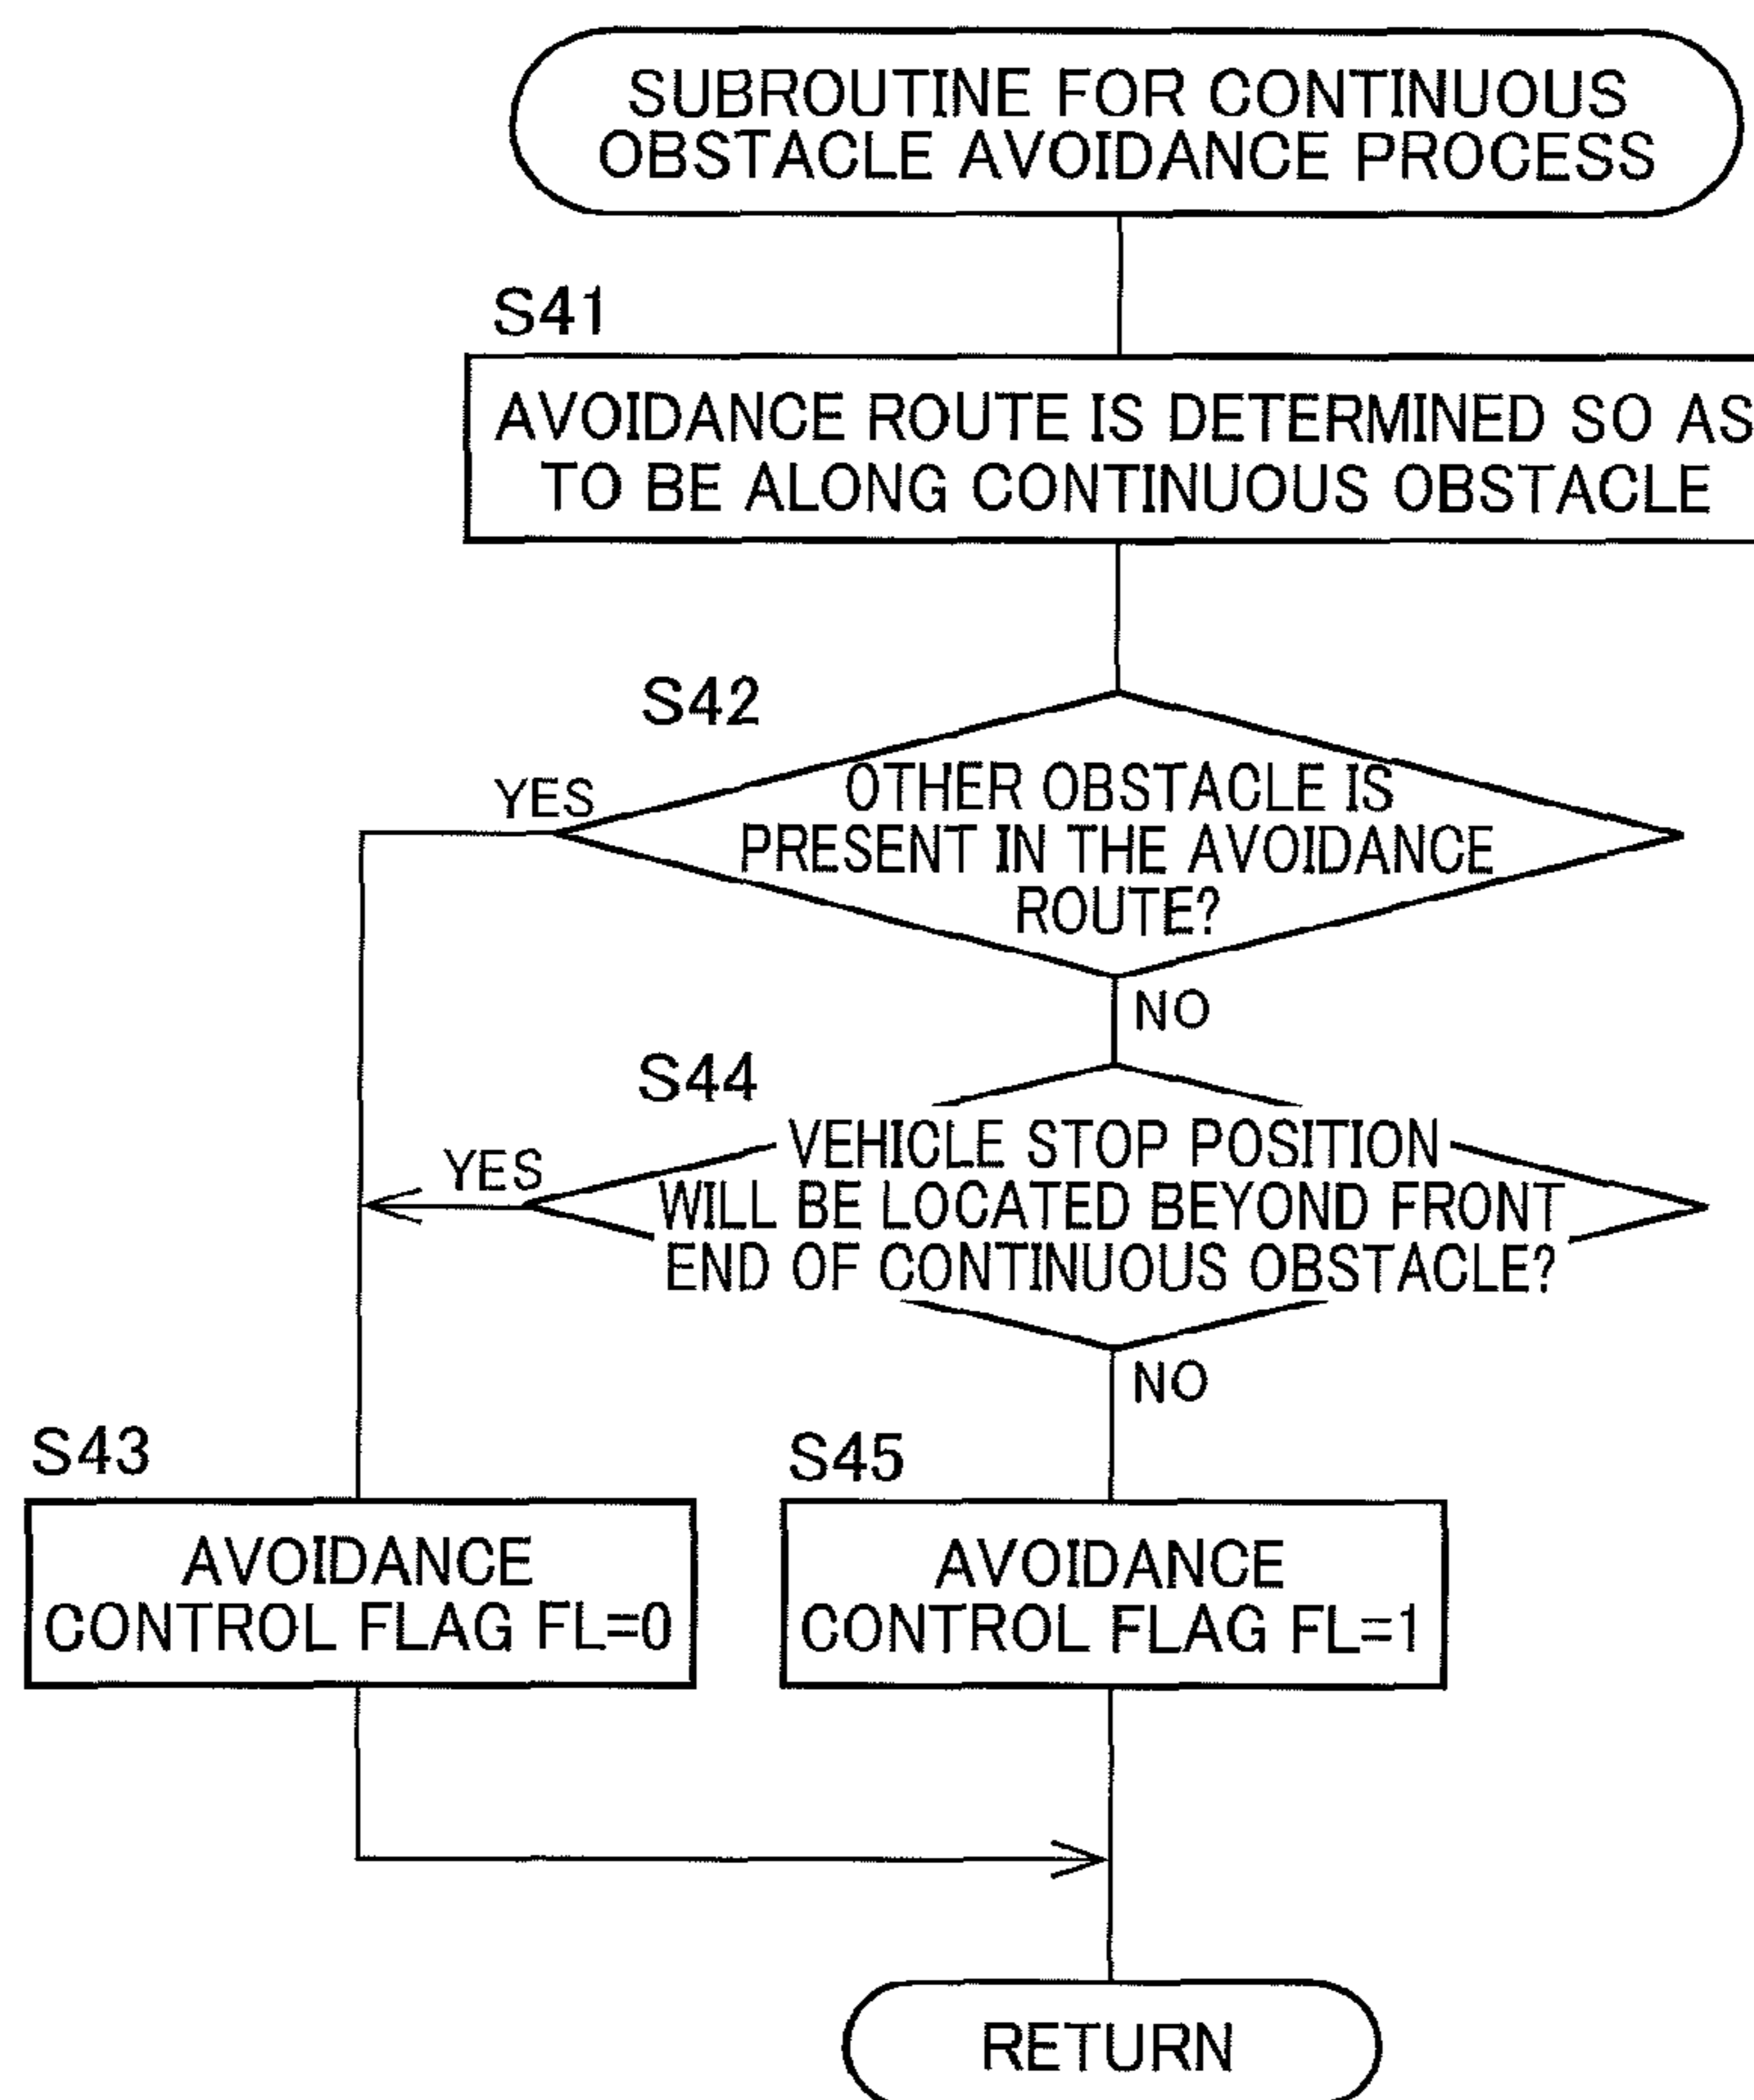 SUBROUTINE FOR CONTINUOUS
OBSTACLE AVOIDANCE PROCESS
S41
AVOIDANCE ROUTE IS DETERMINED SO AS
TO BE ALONG CONTINUOUS OBSTACLE
S42
YES
OTHER OBSTACLE IS
PRESENT IN THE AVOIDANCE
ROUTE?
NO
S44
YES
VEHICLE STOP POSITION
WILL BE LOCATED BEYOND FRONT
END OF CONTINUOUS OBSTACLE?
NO
S43
AVOIDANCE
CONTROL FLAG FL=0
S45
AVOIDANCE
CONTROL FLAG FL=1
RETURN